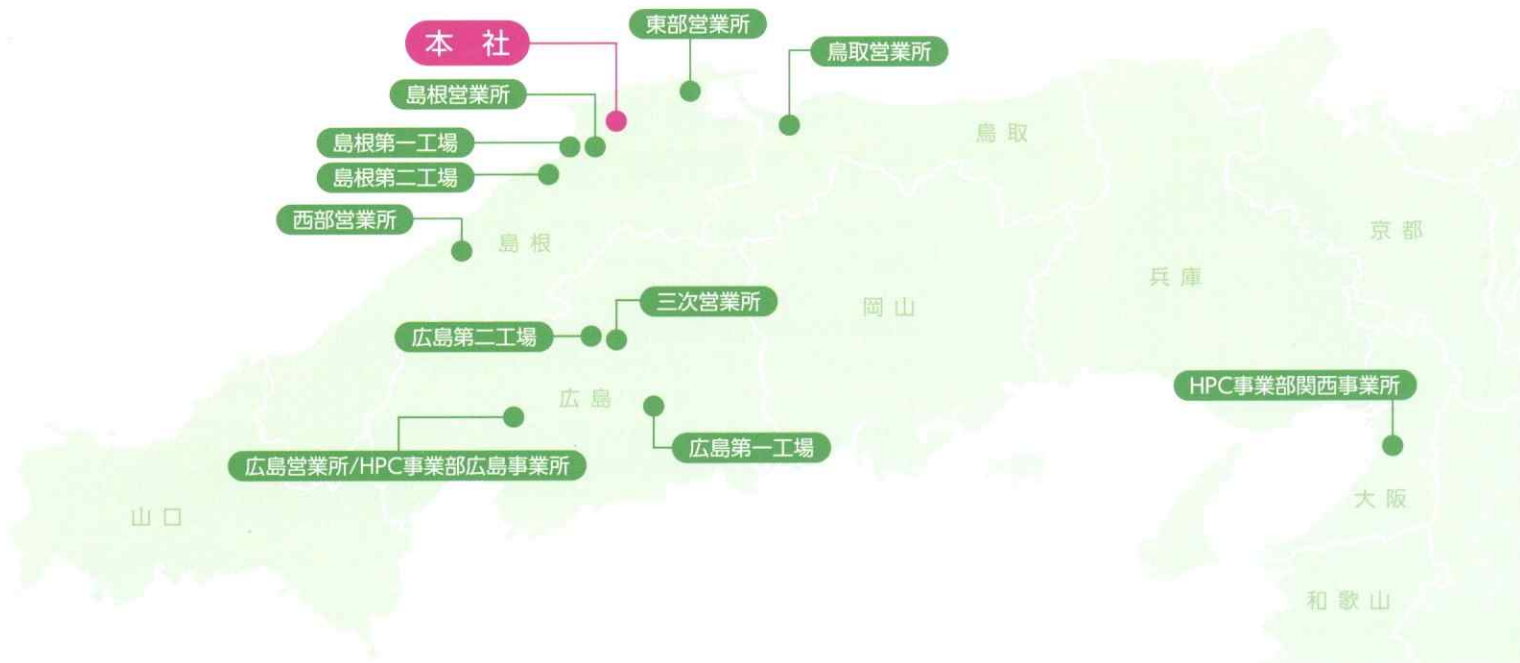 本 社
東部営業所
鳥取営業所
島根営業所
島根第一工場
島根第二工場
西部営業所
鳥取
島根
京都
兵庫
岡山
三次営業所
広島第二工場
広島
HPC事業部関西事業所
広島第一工場
広島営業所/HPC事業部広島事業所
山口
大阪
和歌山